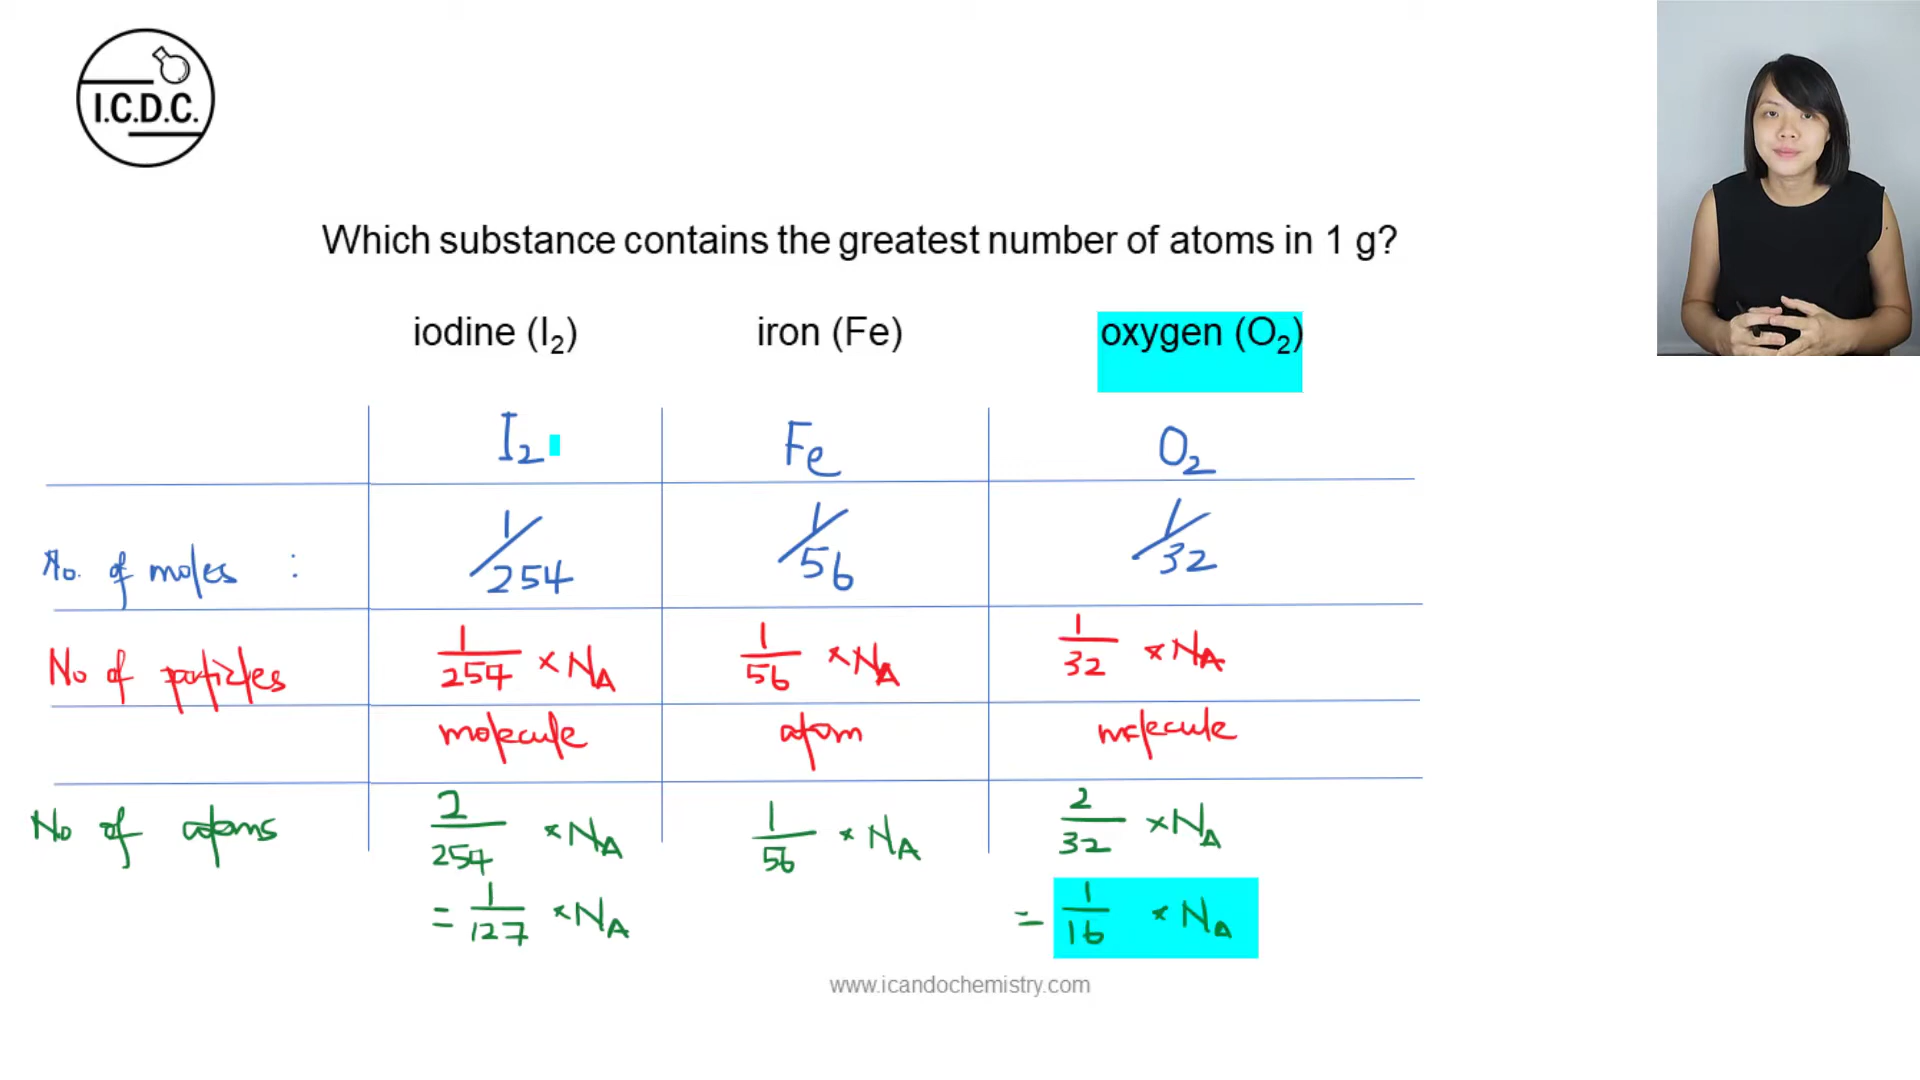 I.C.D.C.
Which substance contains the greatest number of atoms in 1 g?
iodine (I₂) iron (Fe) oxygen (O₂)
I₂ Fe O₂
No. of moles : 1/254 1/56 1/32
No of particles 1/254 × NA 1/56 × NA 1/32 × NA
molecule atom molecule
No of atoms 2/254 × NA 1/56 × NA 2/32 × NA
= 1/127 × NA = 1/16 × NA
www.icandochemistry.com